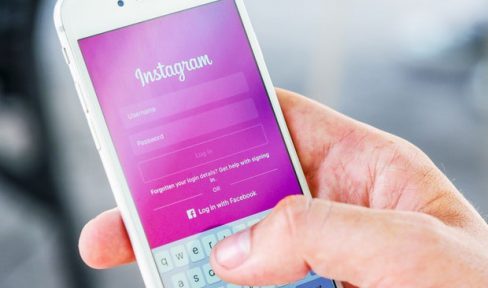 Instagram
Username
Password
Log in
Forgotten your login details? Get help with signing
in.
OR
Log in with Facebook
q w e r
a s